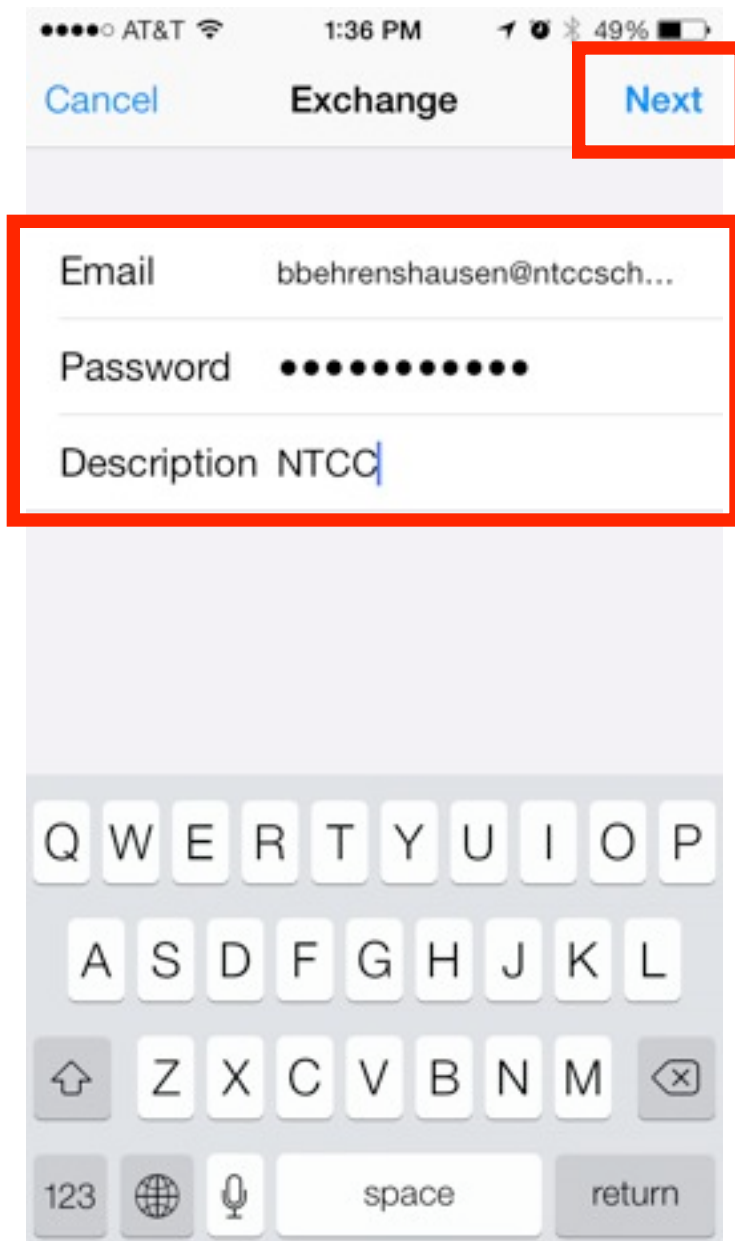 AT&T 1:36 PM 49%
Cancel Exchange Next
Email bbehrenshausen@ntccsch...
Password •••••••••••
Description NTCC
Q W E R T Y U I O P
A S D F G H J K L
Z X C V B N M
123 space return